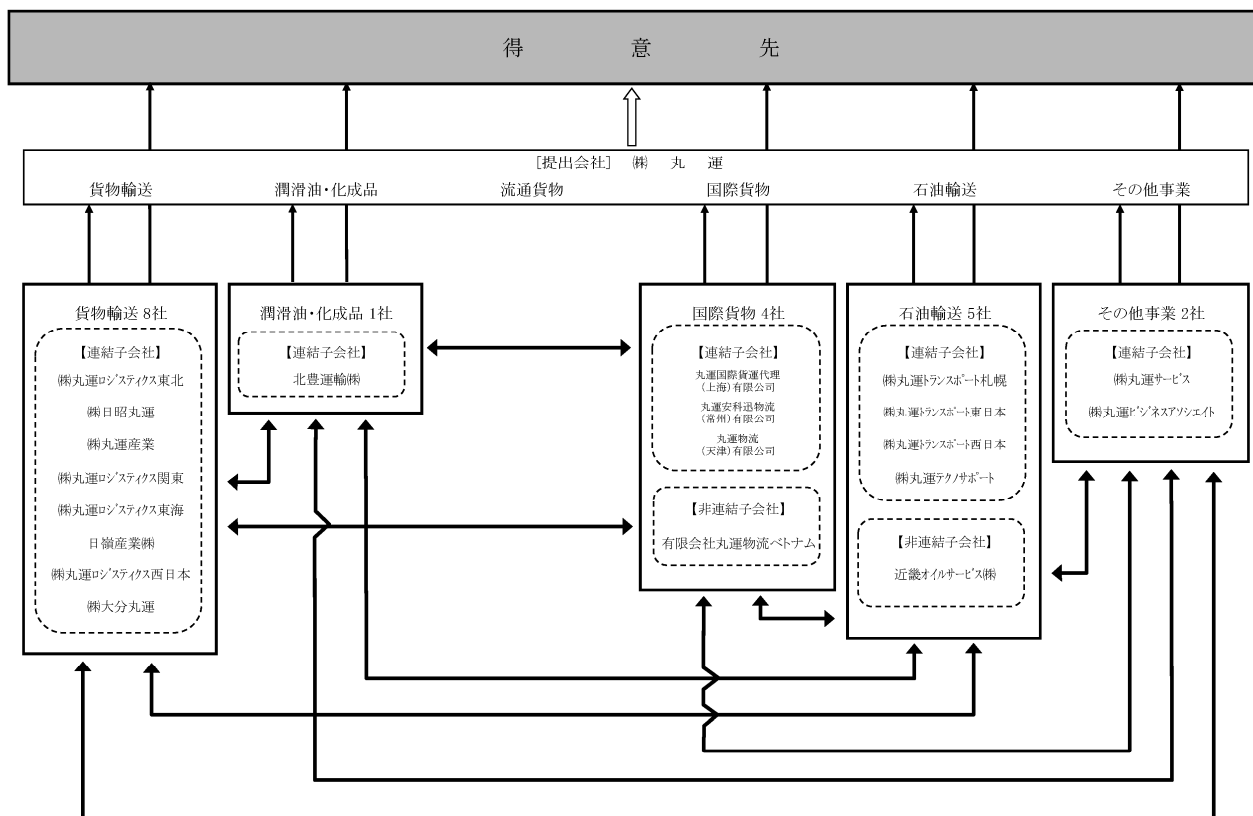 得意先
[提出会社] ㈱ 丸 運
貨物輸送 潤滑油・化成品 流通貨物 国際貨物 石油輸送 その他事業
貨物輸送 8社
【連結子会社】
㈱丸運ロジスティクス東北
㈱日昭丸運
㈱丸運産業
㈱丸運ロジスティクス関東
㈱丸運ロジスティクス東海
日嶺産業㈱
㈱丸運ロジスティクス西日本
㈱大分丸運
潤滑油・化成品 1社
【連結子会社】
北豊運輸㈱
国際貨物 4社
【連結子会社】
丸運国際貨運代理
(上海)有限公司
丸運安科迅物流
(常州)有限公司
丸運物流
(天津)有限公司
【非連結子会社】
有限会社丸運物流ベトナム
石油輸送 5社
【連結子会社】
㈱丸運トランスポート札幌
㈱丸運トランスポート東日本
㈱丸運トランスポート西日本
㈱丸運テクノサポート
【非連結子会社】
近畿オイルサービス㈱
その他事業 2社
【連結子会社】
㈱丸運サービス
㈱丸運ビジネスアソシエイト